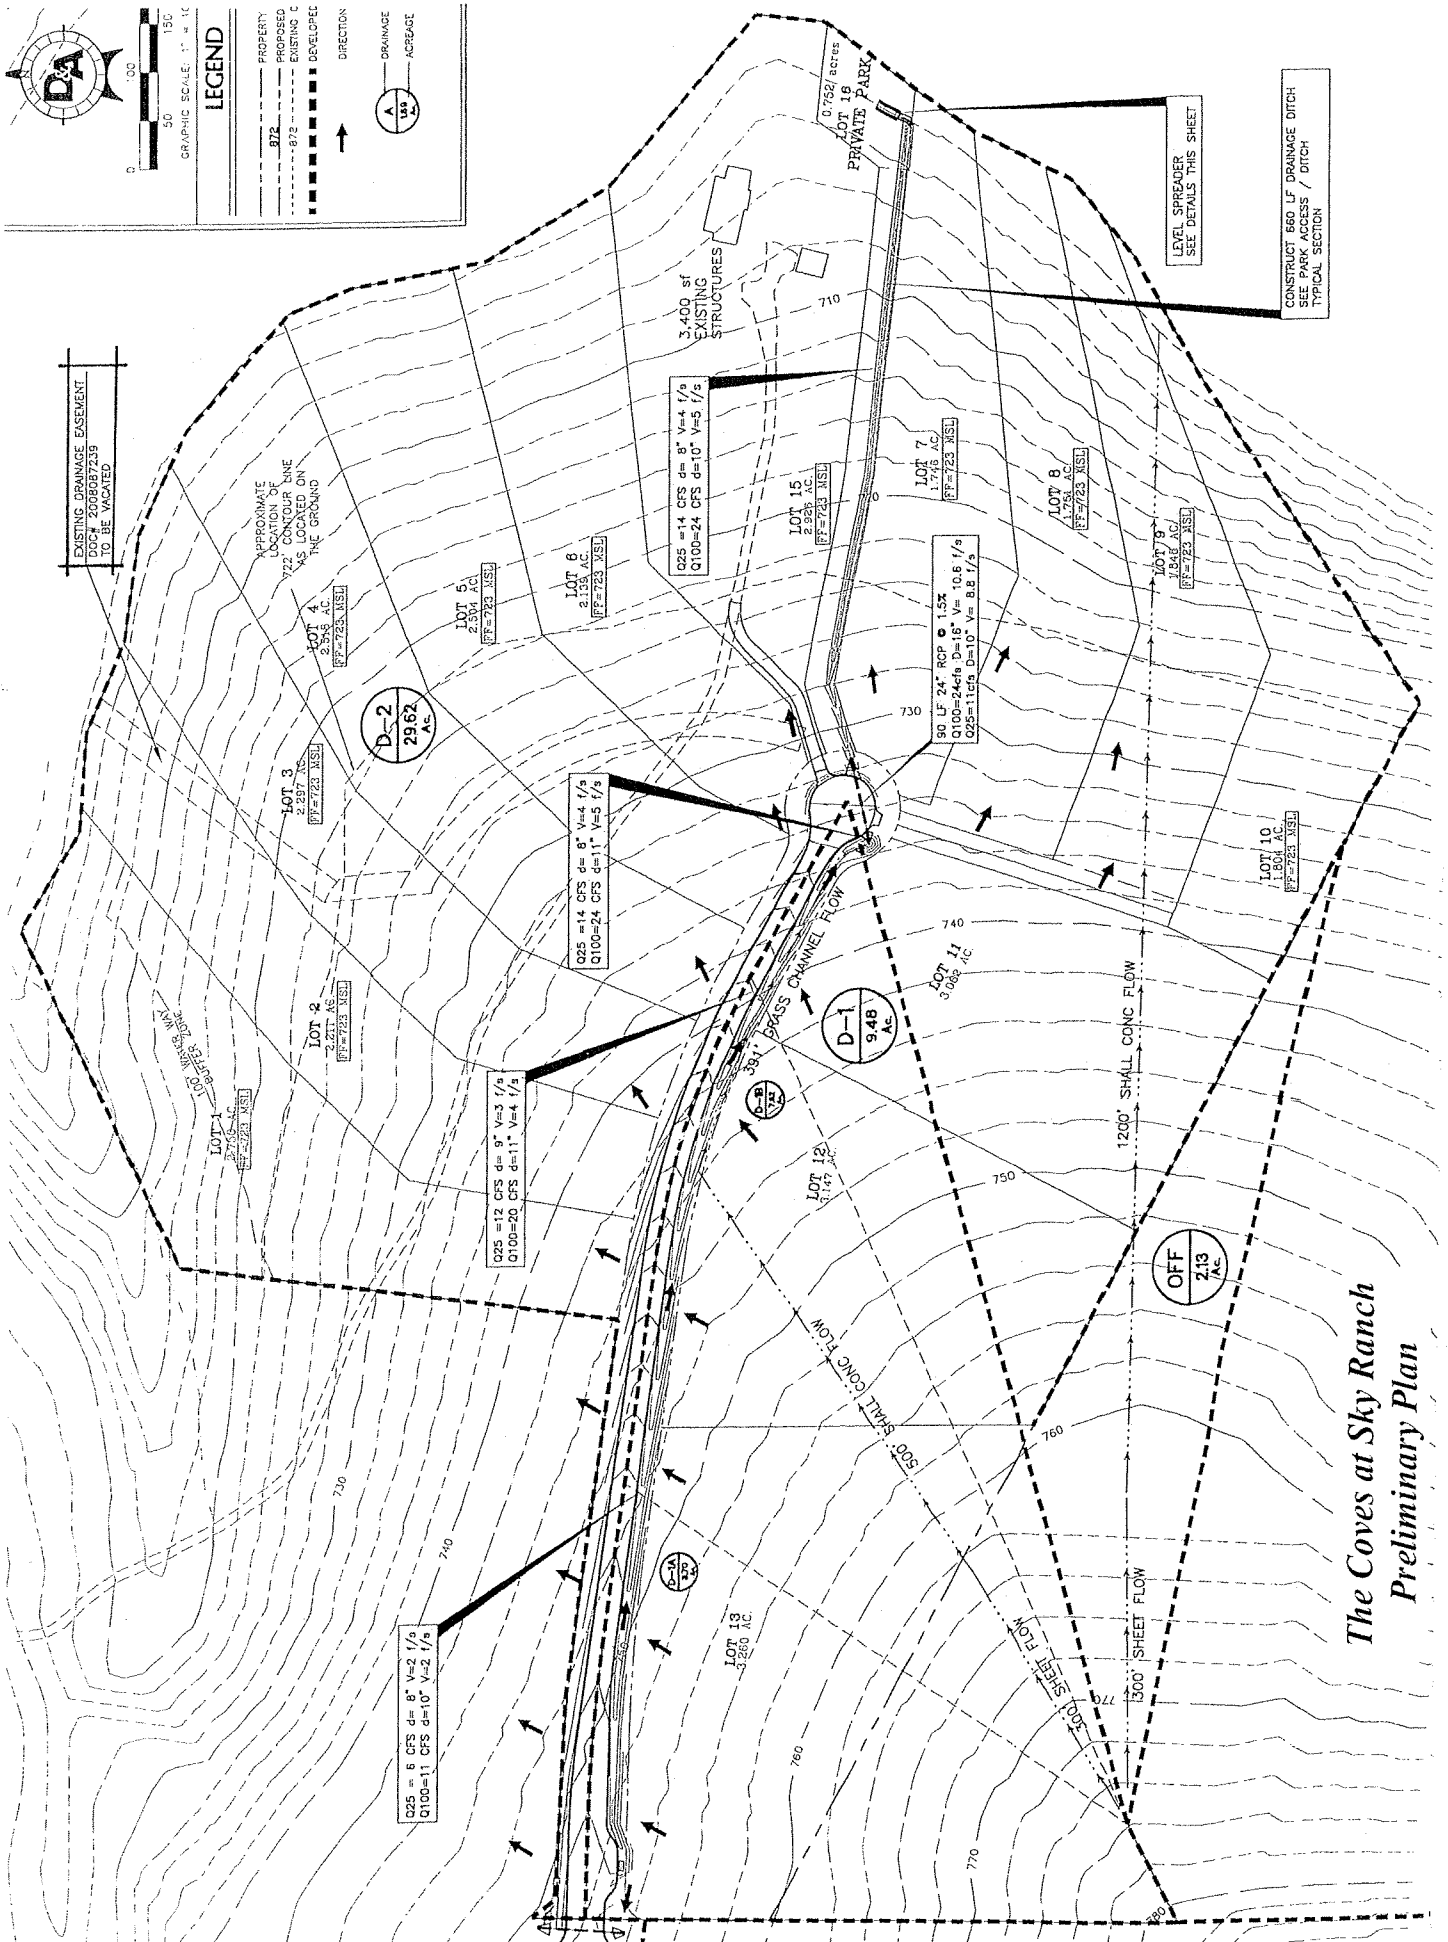 D&A
0
50
100
150
GRAPHIC SCALE: 1" =
LEGEND
PROPERTY
872 PROPOSED
872 EXISTING
DEVELOPED
DIRECTION
A
DRAINAGE
ACREAGE
EXISTING DRAINAGE EASEMENT
DOC# 2008087239
TO BE VACATED
APPROXIMATE
LOCATION OF
722' CONTOUR LINE
AS LOCATED ON
THE GROUND
3,400 sf
EXISTING
STRUCTURES
0.752/ acres
PRIVATE PARK
LEVEL SPREADER
SEE DETAILS THIS SHEET
CONSTRUCT 660 LF DRAINAGE DITCH
SEE PARK ACCESS / DITCH
TYPICAL SECTION
710
Q25 =14 CFS d= 8" V=4 f/s
Q100=24 CFS d=10" V=5 f/s
LOT 15
2.926 AC.
FF=723 MSL
LOT 7
1.746 AC.
FF=723 MSL
LOT 8
1.751 AC.
FF=723 MSL
LOT 9
1.848 AC.
FF=723 MSL
LOT 4
FF=723 MSL
LOT 5
2.504 AC.
FF=723 MSL
LOT 6
2.139 AC.
FF=723 MSL
D-2
29.62
Ac.
90 LF 24" RCP @ 1.5%
Q100=24cfs D=16" V= 10.6 f/s
Q25=11cfs D=10" V= 8.8 f/s
730
LOT 3
2.297 AC.
FF=723 MSL
Q25 =14 CFS d= 8" V=4 f/s
Q100=24 CFS d=11" V=5 f/s
LOT 10
1.804 AC.
FF=723 MSL
740
LOT 11
LOT 2
2.211 AC.
FF=723 MSL
100' WATER WAY
BUFFER ZONE
LOT 1
FF=723 MSL
391' GRASS CHANNEL FLOW
D-1
9.48
Ac.
D-1B
Q25 =12 CFS d= 9" V=3 f/s
Q100=20 CFS d=11" V=4 f/s
LOT 12
3.147 AC.
1200' SHALL CONC FLOW
750
OFF
2.13
Ac.
500' SHALL CONC FLOW
760
730
740
D-1A
LOT 13
3.260 AC.
Q25 = 6 CFS d= 8" V=2 f/s
Q100=11 CFS d=10" V=2 f/s
300' SHEET FLOW
300' SHEET FLOW
770
760
770
780
The Coves at Sky Ranch
Preliminary Plan